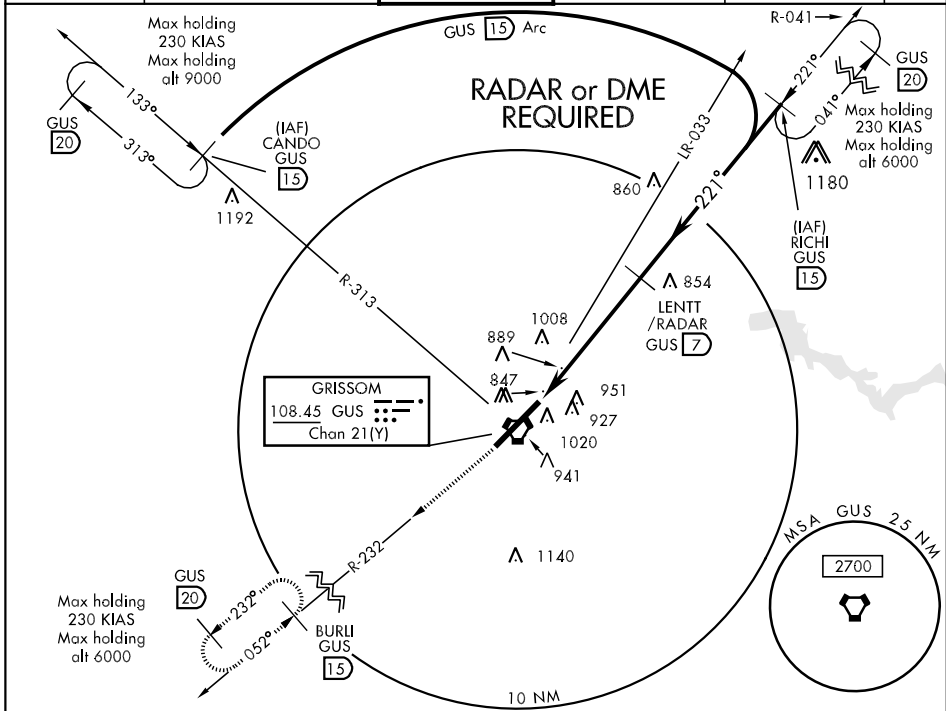 Max holding
230 KIAS
Max holding
alt 9000
GUS 15 Arc
R-041
GUS
20
133°
313°
GUS
20
(IAF)
CANDO
GUS
15
1192
RADAR or DME
REQUIRED
LR-033
221°
041°
Max holding
230 KIAS
Max holding
alt 6000
1180
860
221°
(IAF)
RICHI
GUS
15
R-313
854
LENTT
/RADAR
GUS 7
1008
889
847
GRISSOM
108.45 GUS
Chan 21(Y)
951
927
1020
941
R-232
1140
GUS
20
Max holding
230 KIAS
Max holding
alt 6000
232°
052°
BURLI
GUS
15
10 NM
MSA GUS 25 NM
2700